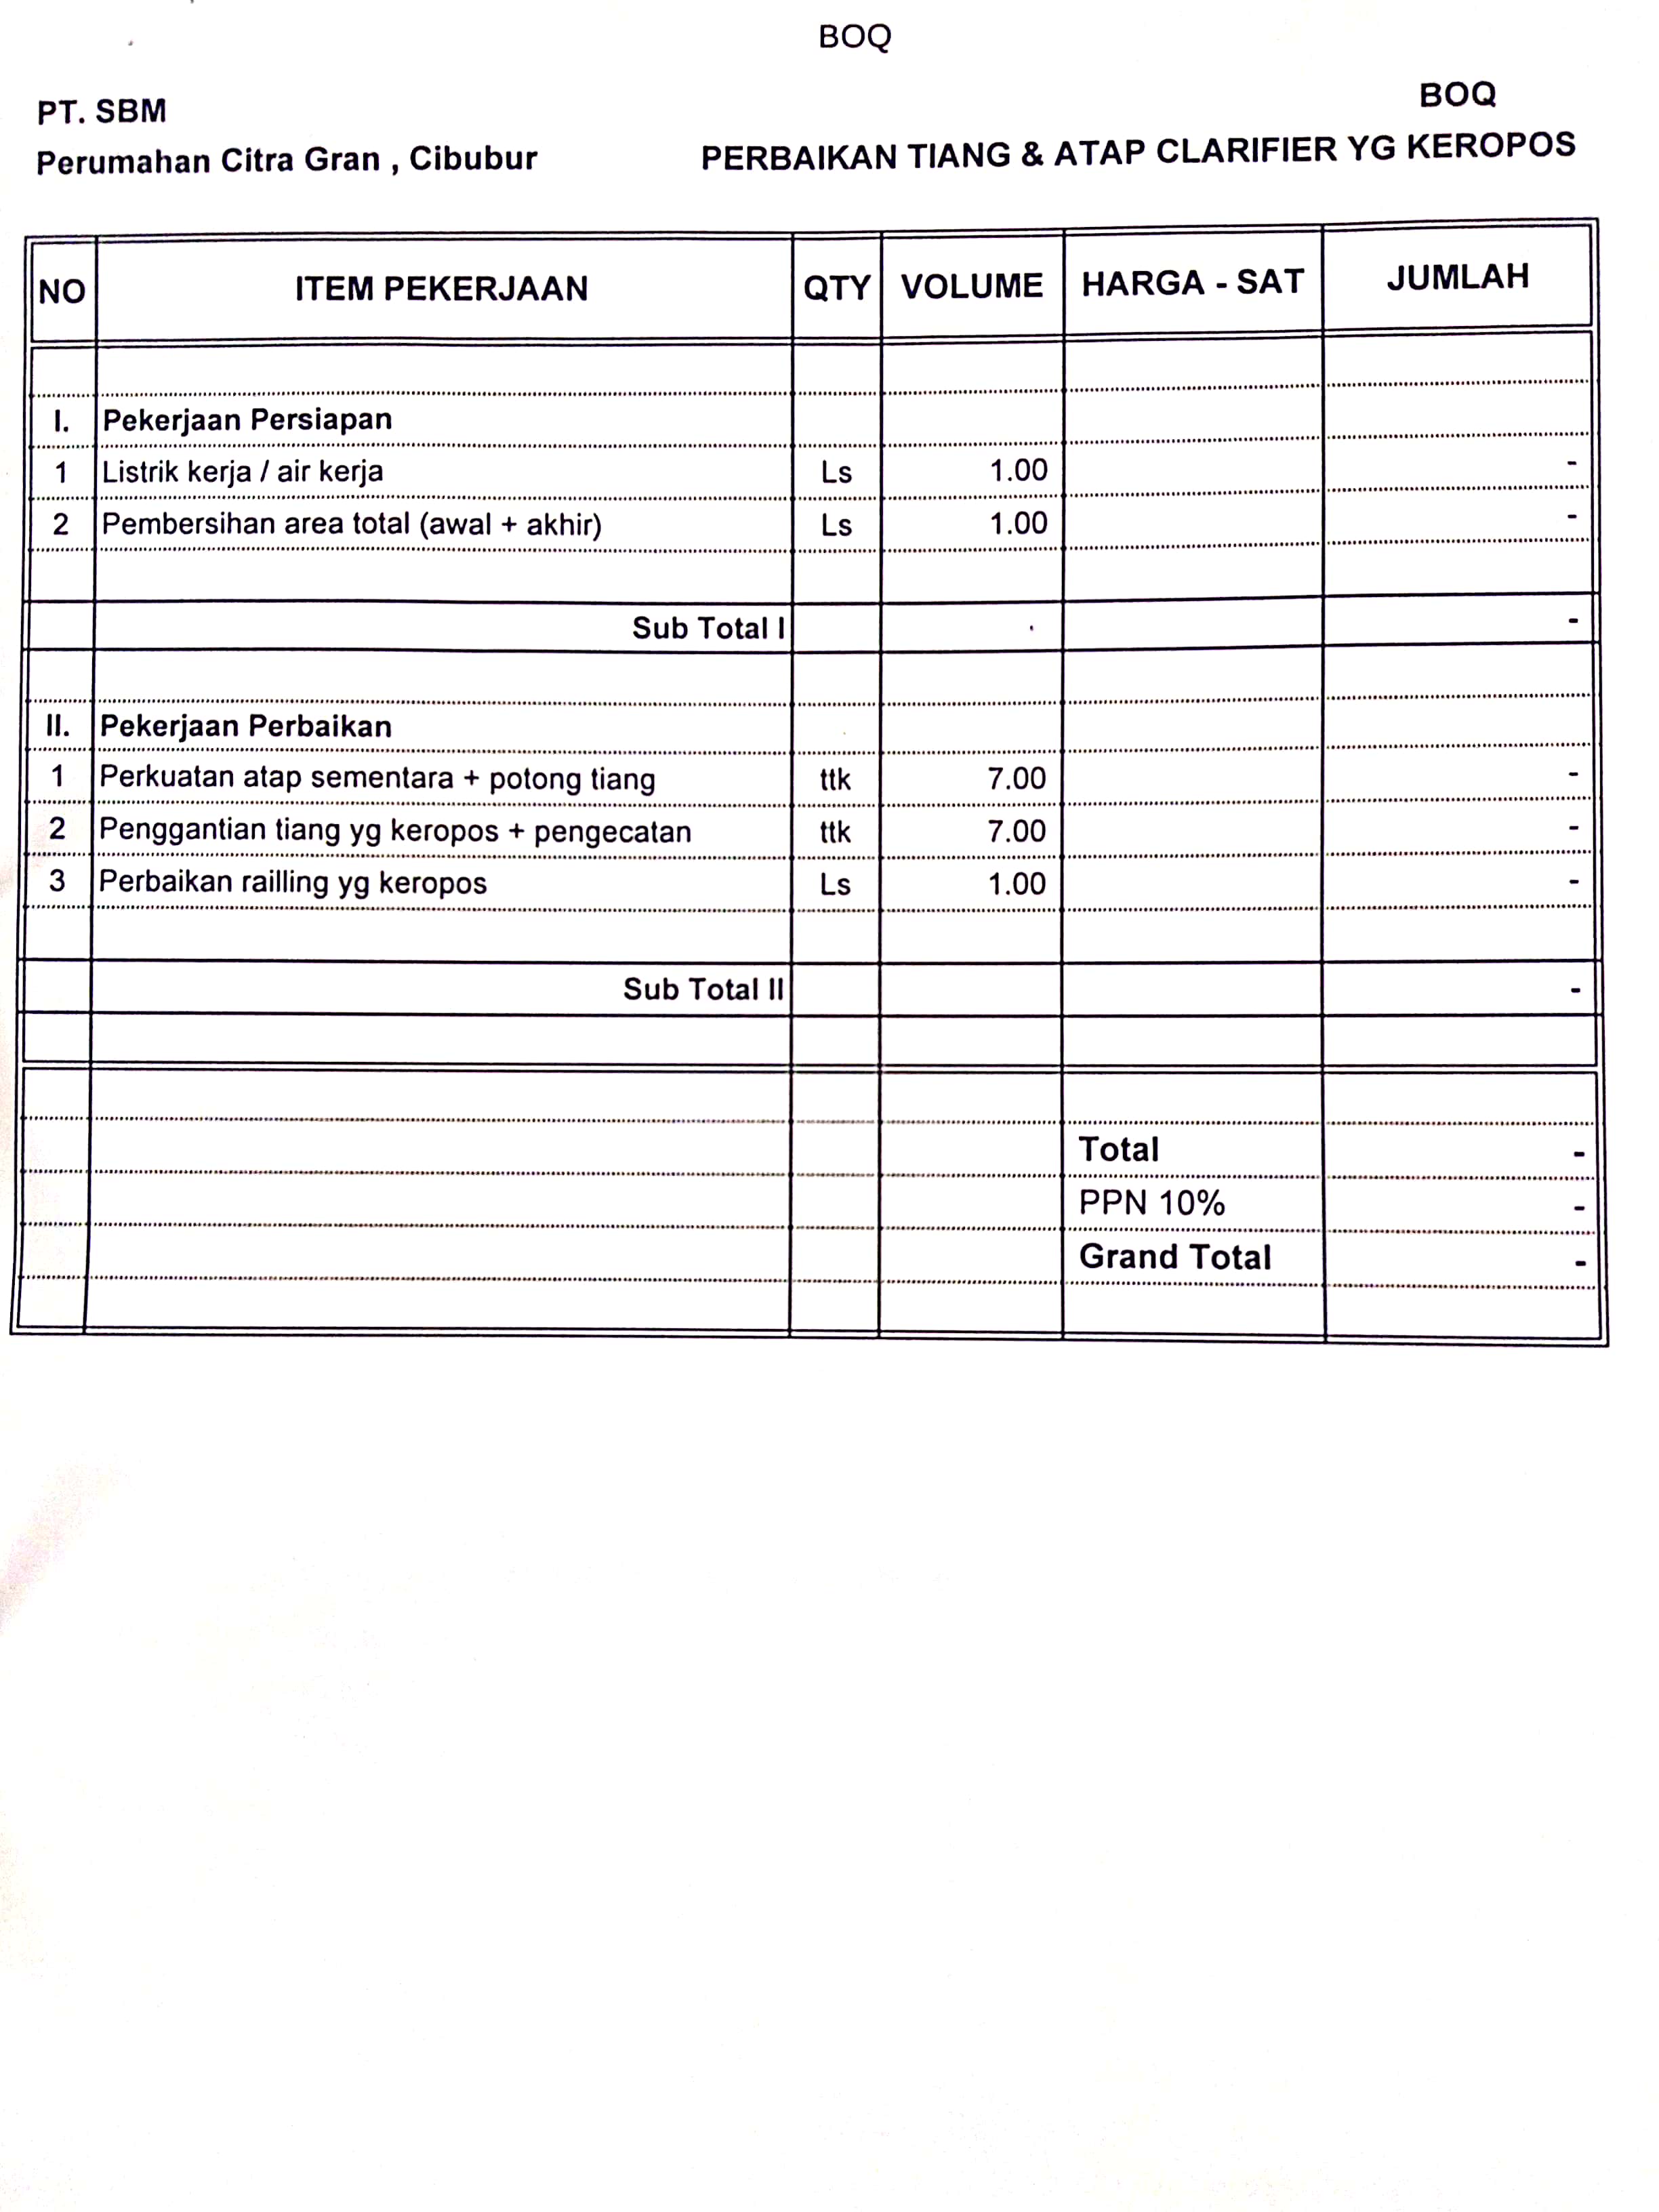 BOQ
PT. SBM
BOQ
Perumahan Citra Gran , Cibubur
PERBAIKAN TIANG & ATAP CLARIFIER YG KEROPOS
NO ITEM PEKERJAAN QTY VOLUME HARGA - SAT JUMLAH
I. Pekerjaan Persiapan
1 Listrik kerja / air kerja Ls 1.00 -
2 Pembersihan area total (awal + akhir) Ls 1.00 -
Sub Total I -
II. Pekerjaan Perbaikan
1 Perkuatan atap sementara + potong tiang ttk 7.00 -
2 Penggantian tiang yg keropos + pengecatan ttk 7.00 -
3 Perbaikan railling yg keropos Ls 1.00 -
Sub Total II -
Total -
PPN 10% -
Grand Total -